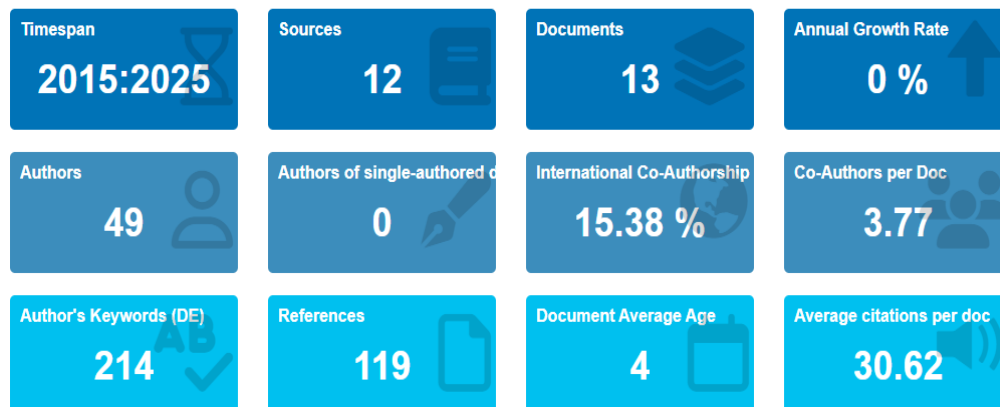 Timespan
2015:2025
Sources
12
Documents
13
Annual Growth Rate
0 %
Authors
49
Authors of single-authored d
0
International Co-Authorship
15.38 %
Co-Authors per Doc
3.77
Author's Keywords (DE)
214
AB
References
119
Document Average Age
4
Average citations per doc
30.62